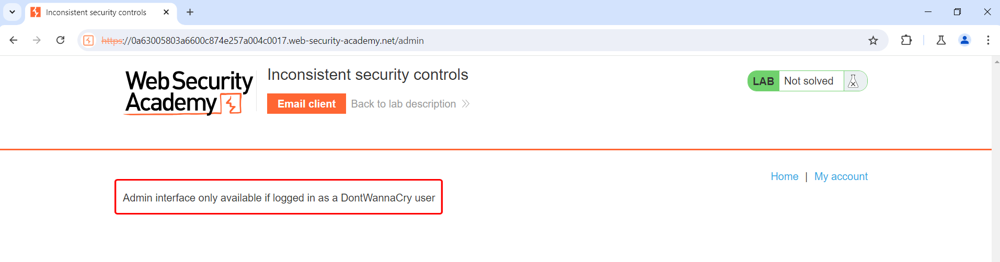 Inconsistent security controls
https://0a63005803a6600c874e257a004c0017.web-security-academy.net/admin
Web Security
Academy
Inconsistent security controls
Email client
Back to lab description
LAB
Not solved
Home | My account
Admin interface only available if logged in as a DontWannaCry user